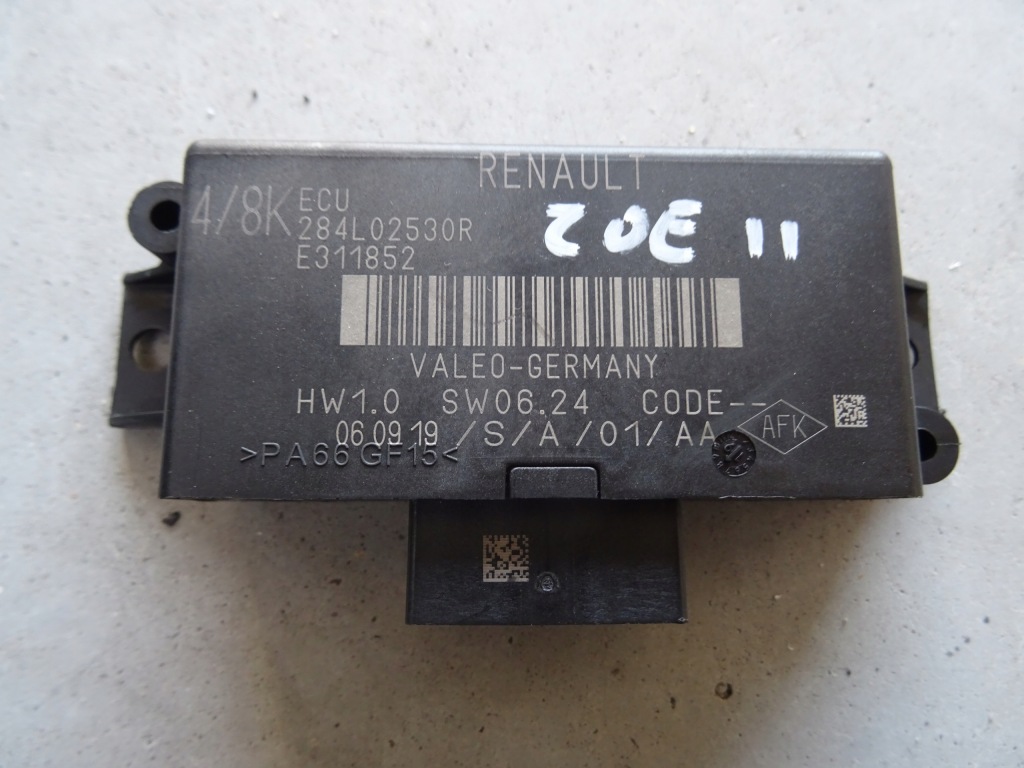 RENAULT
4/8K ECU
284L02530R
E311852
ZOE II
VALEO-GERMANY
HW1.0 SW06.24 CODE--
06.09.19 /S/A/01/AA AFK
>PA66 GF15<